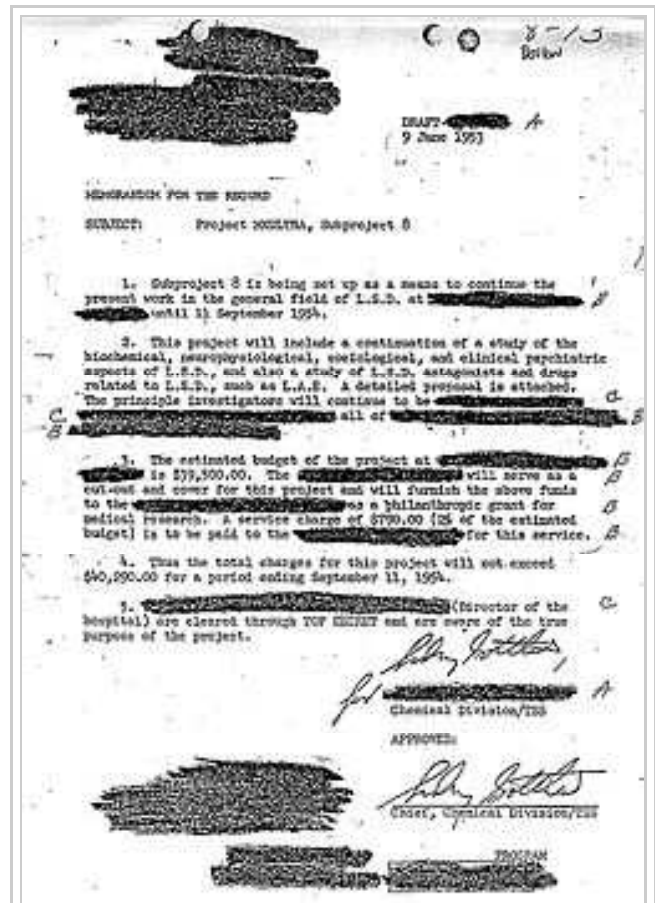 8-13
DRAFT A
9 June 1953
MEMORANDUM FOR THE RECORD
SUBJECT: Project MKULTRA, Subproject 8
1. Subproject 8 is being set up as a means to continue the
present work in the general field of L.S.D. at B
until 11 September 1954.
2. This project will include a continuation of a study of the
biochemical, neurophysiological, sociological, and clinical psychiatric
aspects of L.S.D., and also a study of L.S.D. antagonists and drugs
related to L.S.D., such as L.A.E. A detailed proposal is attached.
The principle investigators will continue to be C
C all of B
B
3. The estimated budget of the project at B
is $39,500.00. The will serve as a B
cut-out and cover for this project and will furnish the above funds
to the as a philanthropic grant for B
medical research. A service charge of $790.00 (2% of the estimated
budget) is to be paid to the for this service. B
4. Thus the total charges for this project will not exceed
$40,290.00 for a period ending September 11, 1954.
5. (Director of the C
hospital) are cleared through TOP SECRET and are aware of the true
purpose of the project.
Sidney Gottlieb,
for A
Chemical Division/TSS
APPROVED:
Sidney Gottlieb
Chief, Chemical Division/TSS
PROGRAM